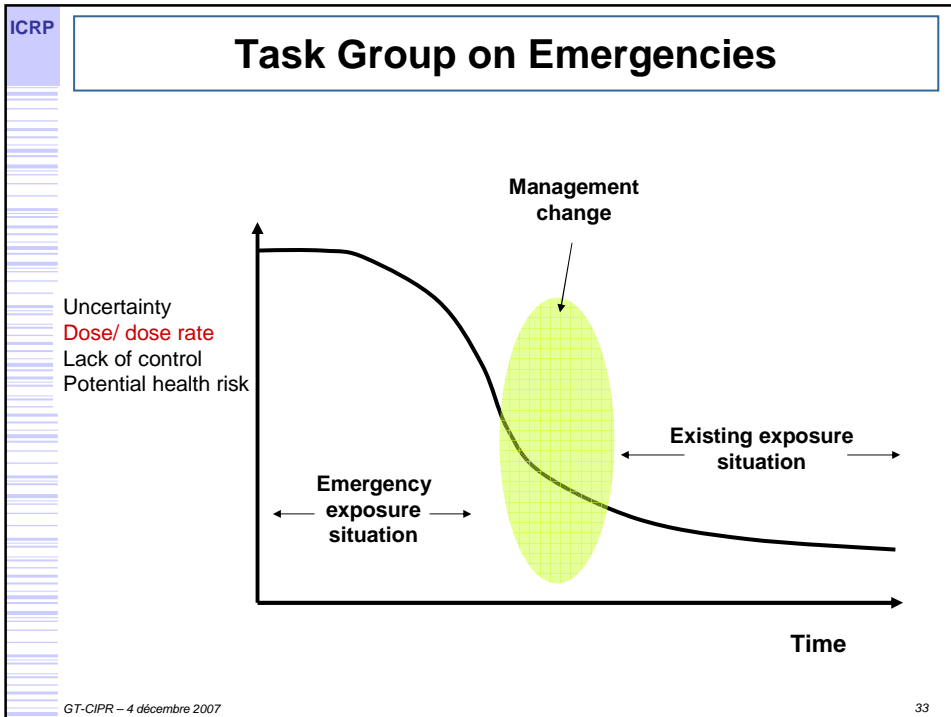 ICRP
Task Group on Emergencies
Management
change
Uncertainty
Dose/ dose rate
Lack of control
Potential health risk
Existing exposure
situation
Emergency
exposure
situation
Time
GT-CIPR – 4 décembre 2007
33